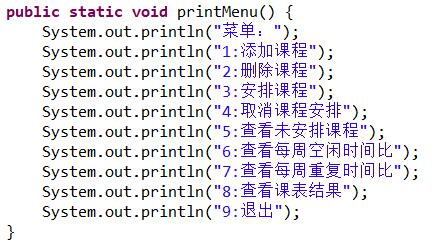 public static void printMenu() {
System.out.println("菜单：");
System.out.println("1:添加课程");
System.out.println("2:删除课程");
System.out.println("3:安排课程");
System.out.println("4:取消课程安排");
System.out.println("5:查看未安排课程");
System.out.println("6:查看每周空闲时间比");
System.out.println("7:查看每周重复时间比");
System.out.println("8:查看课表结果");
System.out.println("9:退出");
}